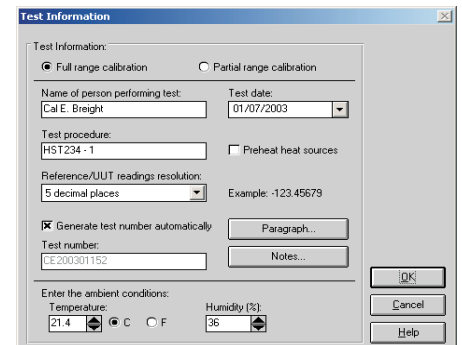 Test Information
Test Information:
Full range calibration Partial range calibration
Name of person performing test: Test date:
Cal E. Breight 01/07/2003
Test procedure:
HST234 - 1 Preheat heat sources
Reference/UUT readings resolution:
5 decimal places Example: -123.45679
Generate test number automatically Paragraph...
Test number: Notes...
CE200301152
OK
Enter the ambient conditions: Cancel
Temperature: Humidity (%):
21.4 C F 36
Help